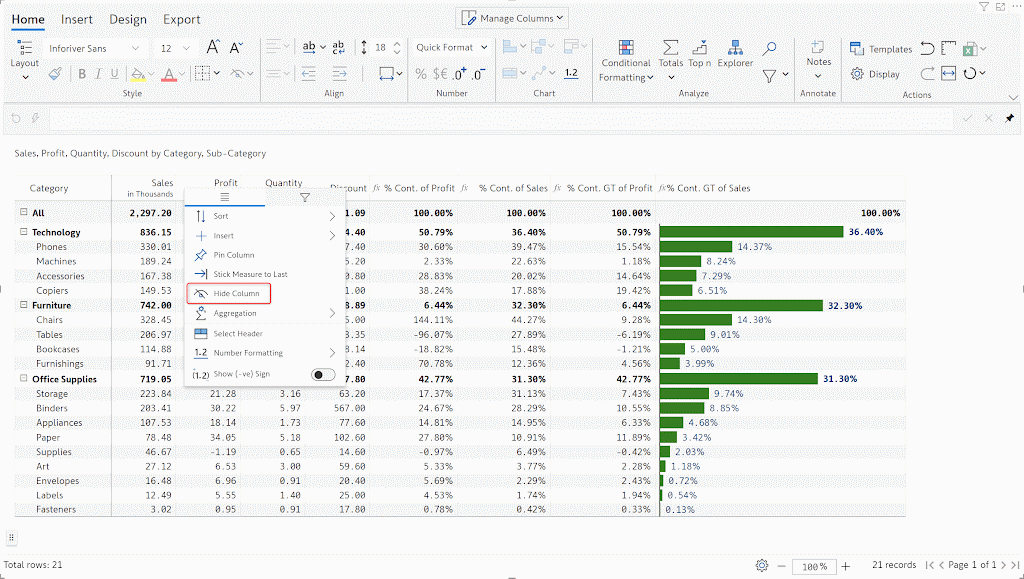 Home Insert Design Export
Manage Columns
Inforiver Sans 12 A A ab ab 18 Quick Format
Layout
Conditional Formatting Totals Top n Explorer
Notes
Templates
B I U A % $€ .0 .0 1.2
Display
Style Align Number Chart Analyze Annotate Actions
Sales, Profit, Quantity, Discount by Category, Sub-Category
Category Sales in Thousands Profit Quantity Discount fx % Cont. of Profit fx % Cont. of Sales fx % Cont. GT of Profit fx % Cont. GT of Sales
All 2,297.20 1.09 100.00% 100.00% 100.00% 100.00%
Technology 836.15 4.40 50.79% 36.40% 50.79% 36.40%
Phones 330.01 7.40 30.60% 39.47% 15.54% 14.37%
Machines 189.24 5.20 2.33% 22.63% 1.18% 8.24%
Accessories 167.38 0.80 28.83% 20.02% 14.64% 7.29%
Copiers 149.53 1.00 38.24% 17.88% 19.42% 6.51%
Furniture 742.00 8.89 6.44% 32.30% 6.44% 32.30%
Chairs 328.45 5.00 144.11% 44.27% 9.28% 14.30%
Tables 206.97 3.35 -96.07% 27.89% -6.19% 9.01%
Bookcases 114.88 8.14 -18.82% 15.48% -1.21% 5.00%
Furnishings 91.71 2.40 70.78% 12.36% 4.56% 3.99%
Office Supplies 719.05 7.80 42.77% 31.30% 42.77% 31.30%
Sort
Insert
Pin Column
Stick Measure to Last
Hide Column
Aggregation
Select Header
1.2 Number Formatting
(1.2) Show (-ve) Sign
Storage 223.84 21.28 3.16 63.20 17.37% 31.13% 7.43% 9.74%
Binders 203.41 30.22 5.97 567.00 24.67% 28.29% 10.55% 8.85%
Appliances 107.53 18.14 1.73 77.60 14.81% 14.95% 6.33% 4.68%
Paper 78.48 34.05 5.18 102.60 27.80% 10.91% 11.89% 3.42%
Supplies 46.67 -1.19 0.65 14.60 -0.97% 6.49% -0.42% 2.03%
Art 27.12 6.53 3.00 59.60 5.33% 3.77% 2.28% 1.18%
Envelopes 16.48 6.96 0.91 20.40 5.69% 2.29% 2.43% 0.72%
Labels 12.49 5.55 1.40 25.00 4.53% 1.74% 1.94% 0.54%
Fasteners 3.02 0.95 0.91 17.80 0.78% 0.42% 0.33% 0.13%
Total rows: 21 100% 21 records Page 1 of 1